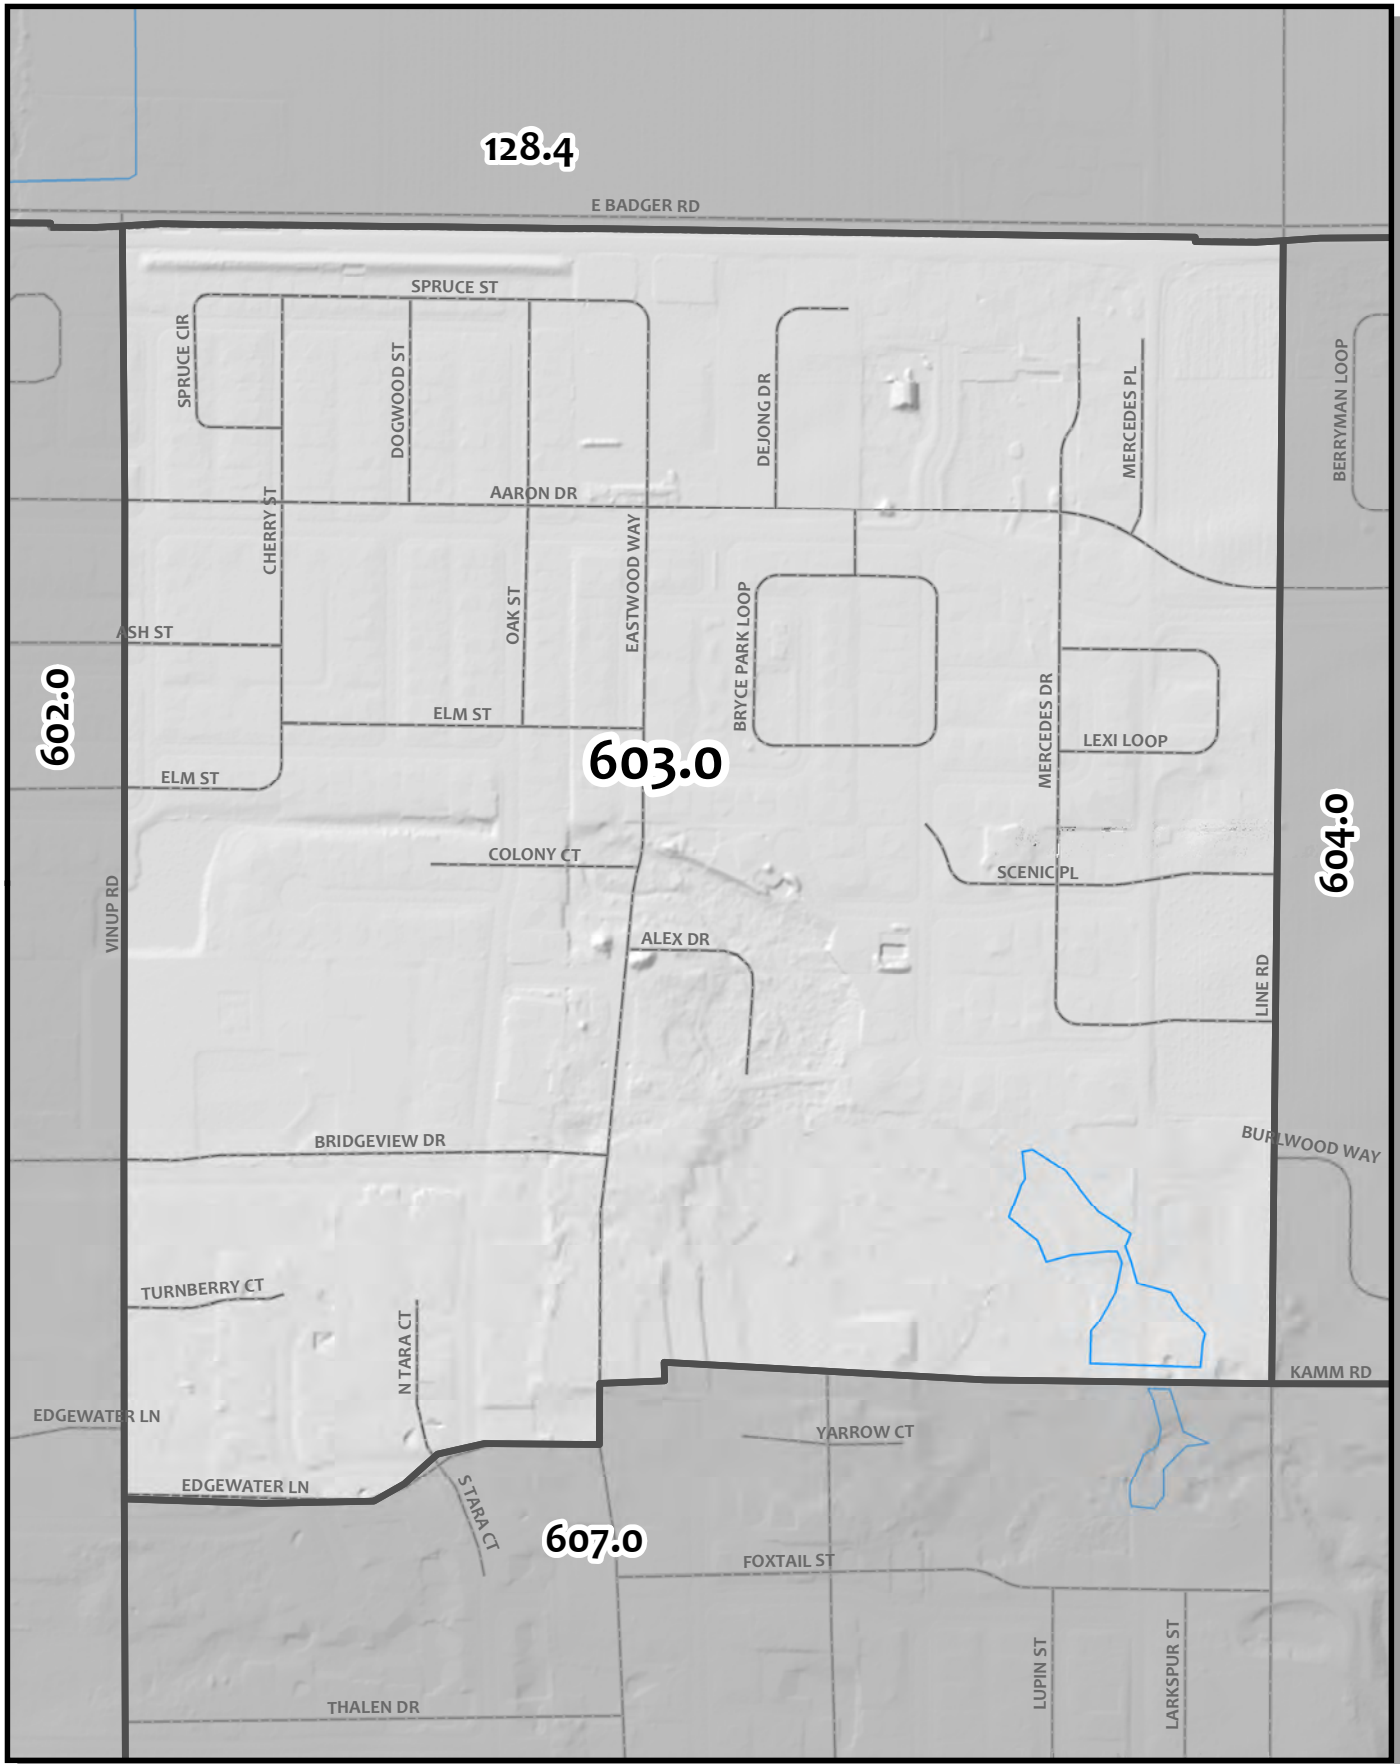 128.4
E BADGER RD
SPRUCE ST
SPRUCE CIR
DOGWOOD ST
DEJONG DR
MERCEDES PL
BERRYMAN LOOP
AARON DR
CHERRY ST
EASTWOOD WAY
OAK ST
BRYCE PARK LOOP
ASH ST
602.0
ELM ST
MERCEDES DR
LEXI LOOP
603.0
ELM ST
604.0
COLONY CT
SCENIC PL
VINUP RD
ALEX DR
LINE RD
BRIDGEVIEW DR
BURLWOOD WAY
TURNBERRY CT
N TARA CT
KAMM RD
EDGEWATER LN
YARROW CT
EDGEWATER LN
S TARA CT
607.0
FOXTAIL ST
LUPIN ST
LARKSPUR ST
THALEN DR